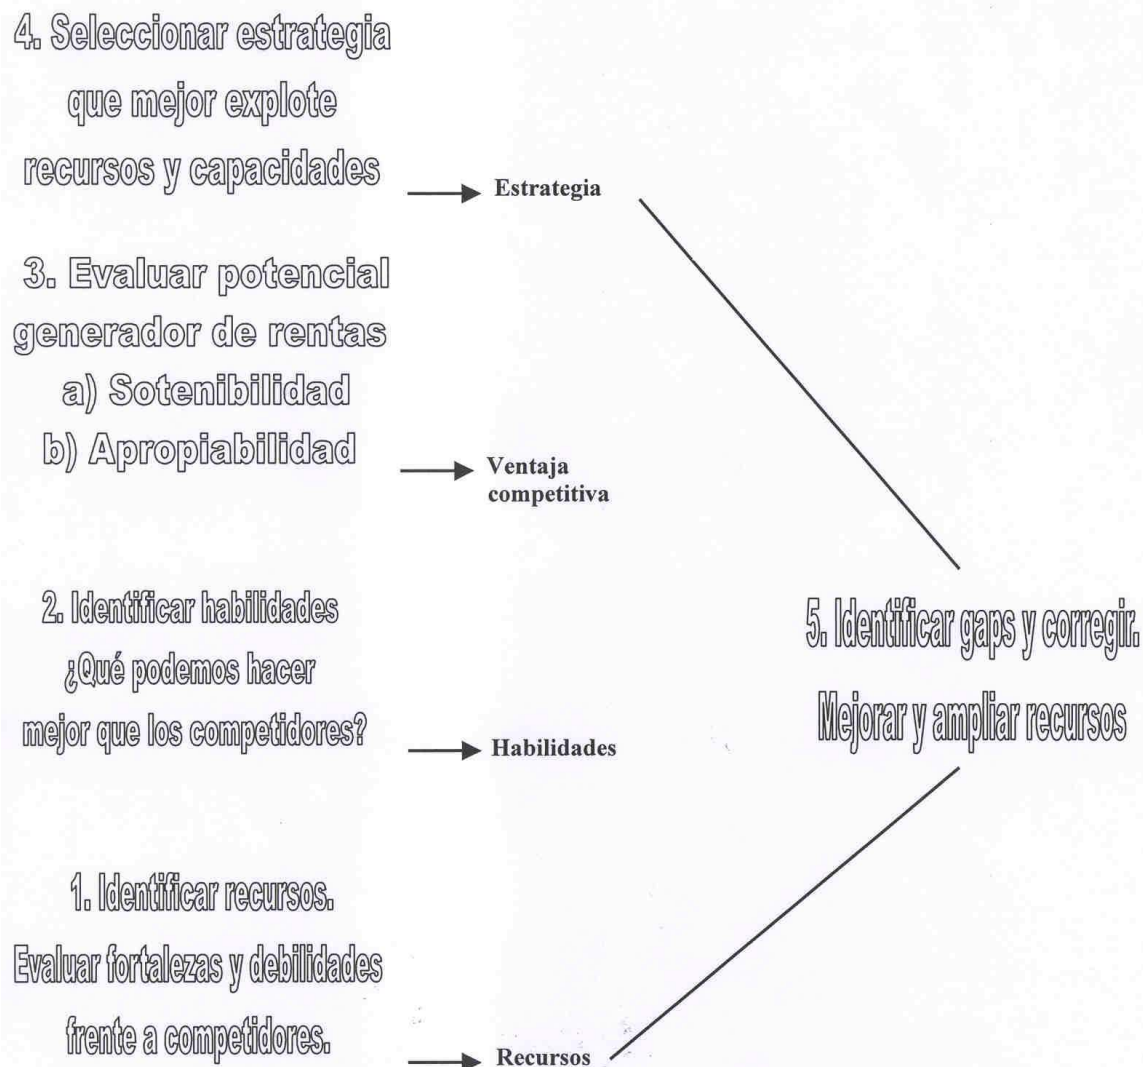 4. Seleccionar estrategia
que mejor explote
recursos y capacidades
Estrategia
3. Evaluar potencial
generador de rentas
a) Sotenibilidad
b) Apropiabilidad
Ventaja
competitiva
2. Identificar habilidades
¿Qué podemos hacer
mejor que los competidores?
Habilidades
5. Identificar gaps y corregir.
Mejorar y ampliar recursos
1. Identificar recursos.
Evaluar fortalezas y debilidades
frente a competidores.
Recursos